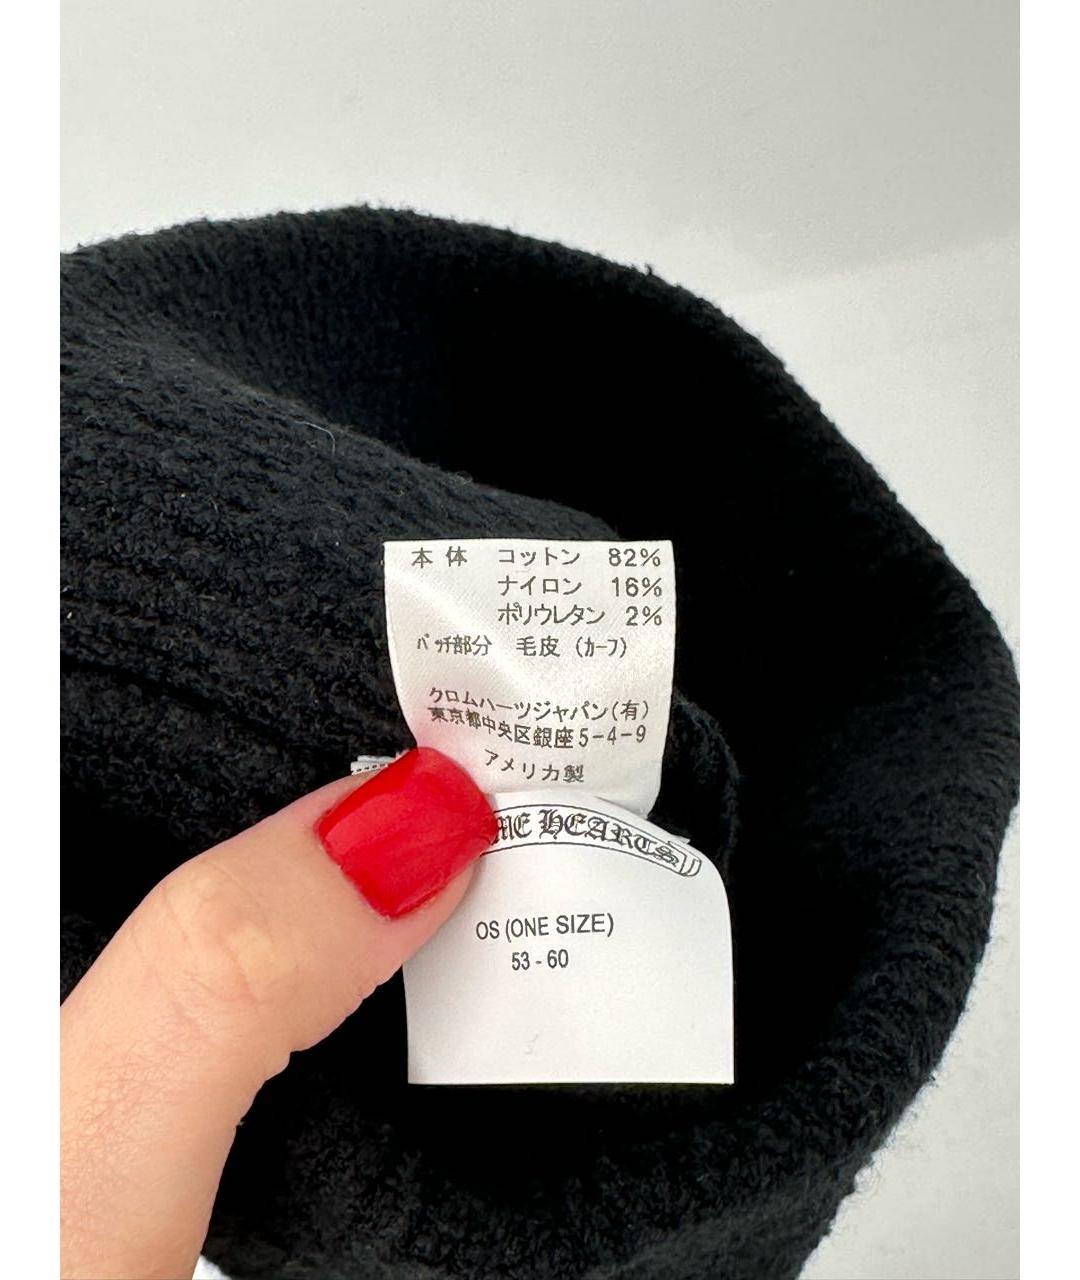 本体 コットン 82%
ナイロン 16%
ポリウレタン 2%
パッチ部分 毛皮 (カーフ)
クロムハーツジャパン(有)
東京都中央区銀座5-4-9
アメリカ製
HEARTS
OS (ONE SIZE)
53 - 60